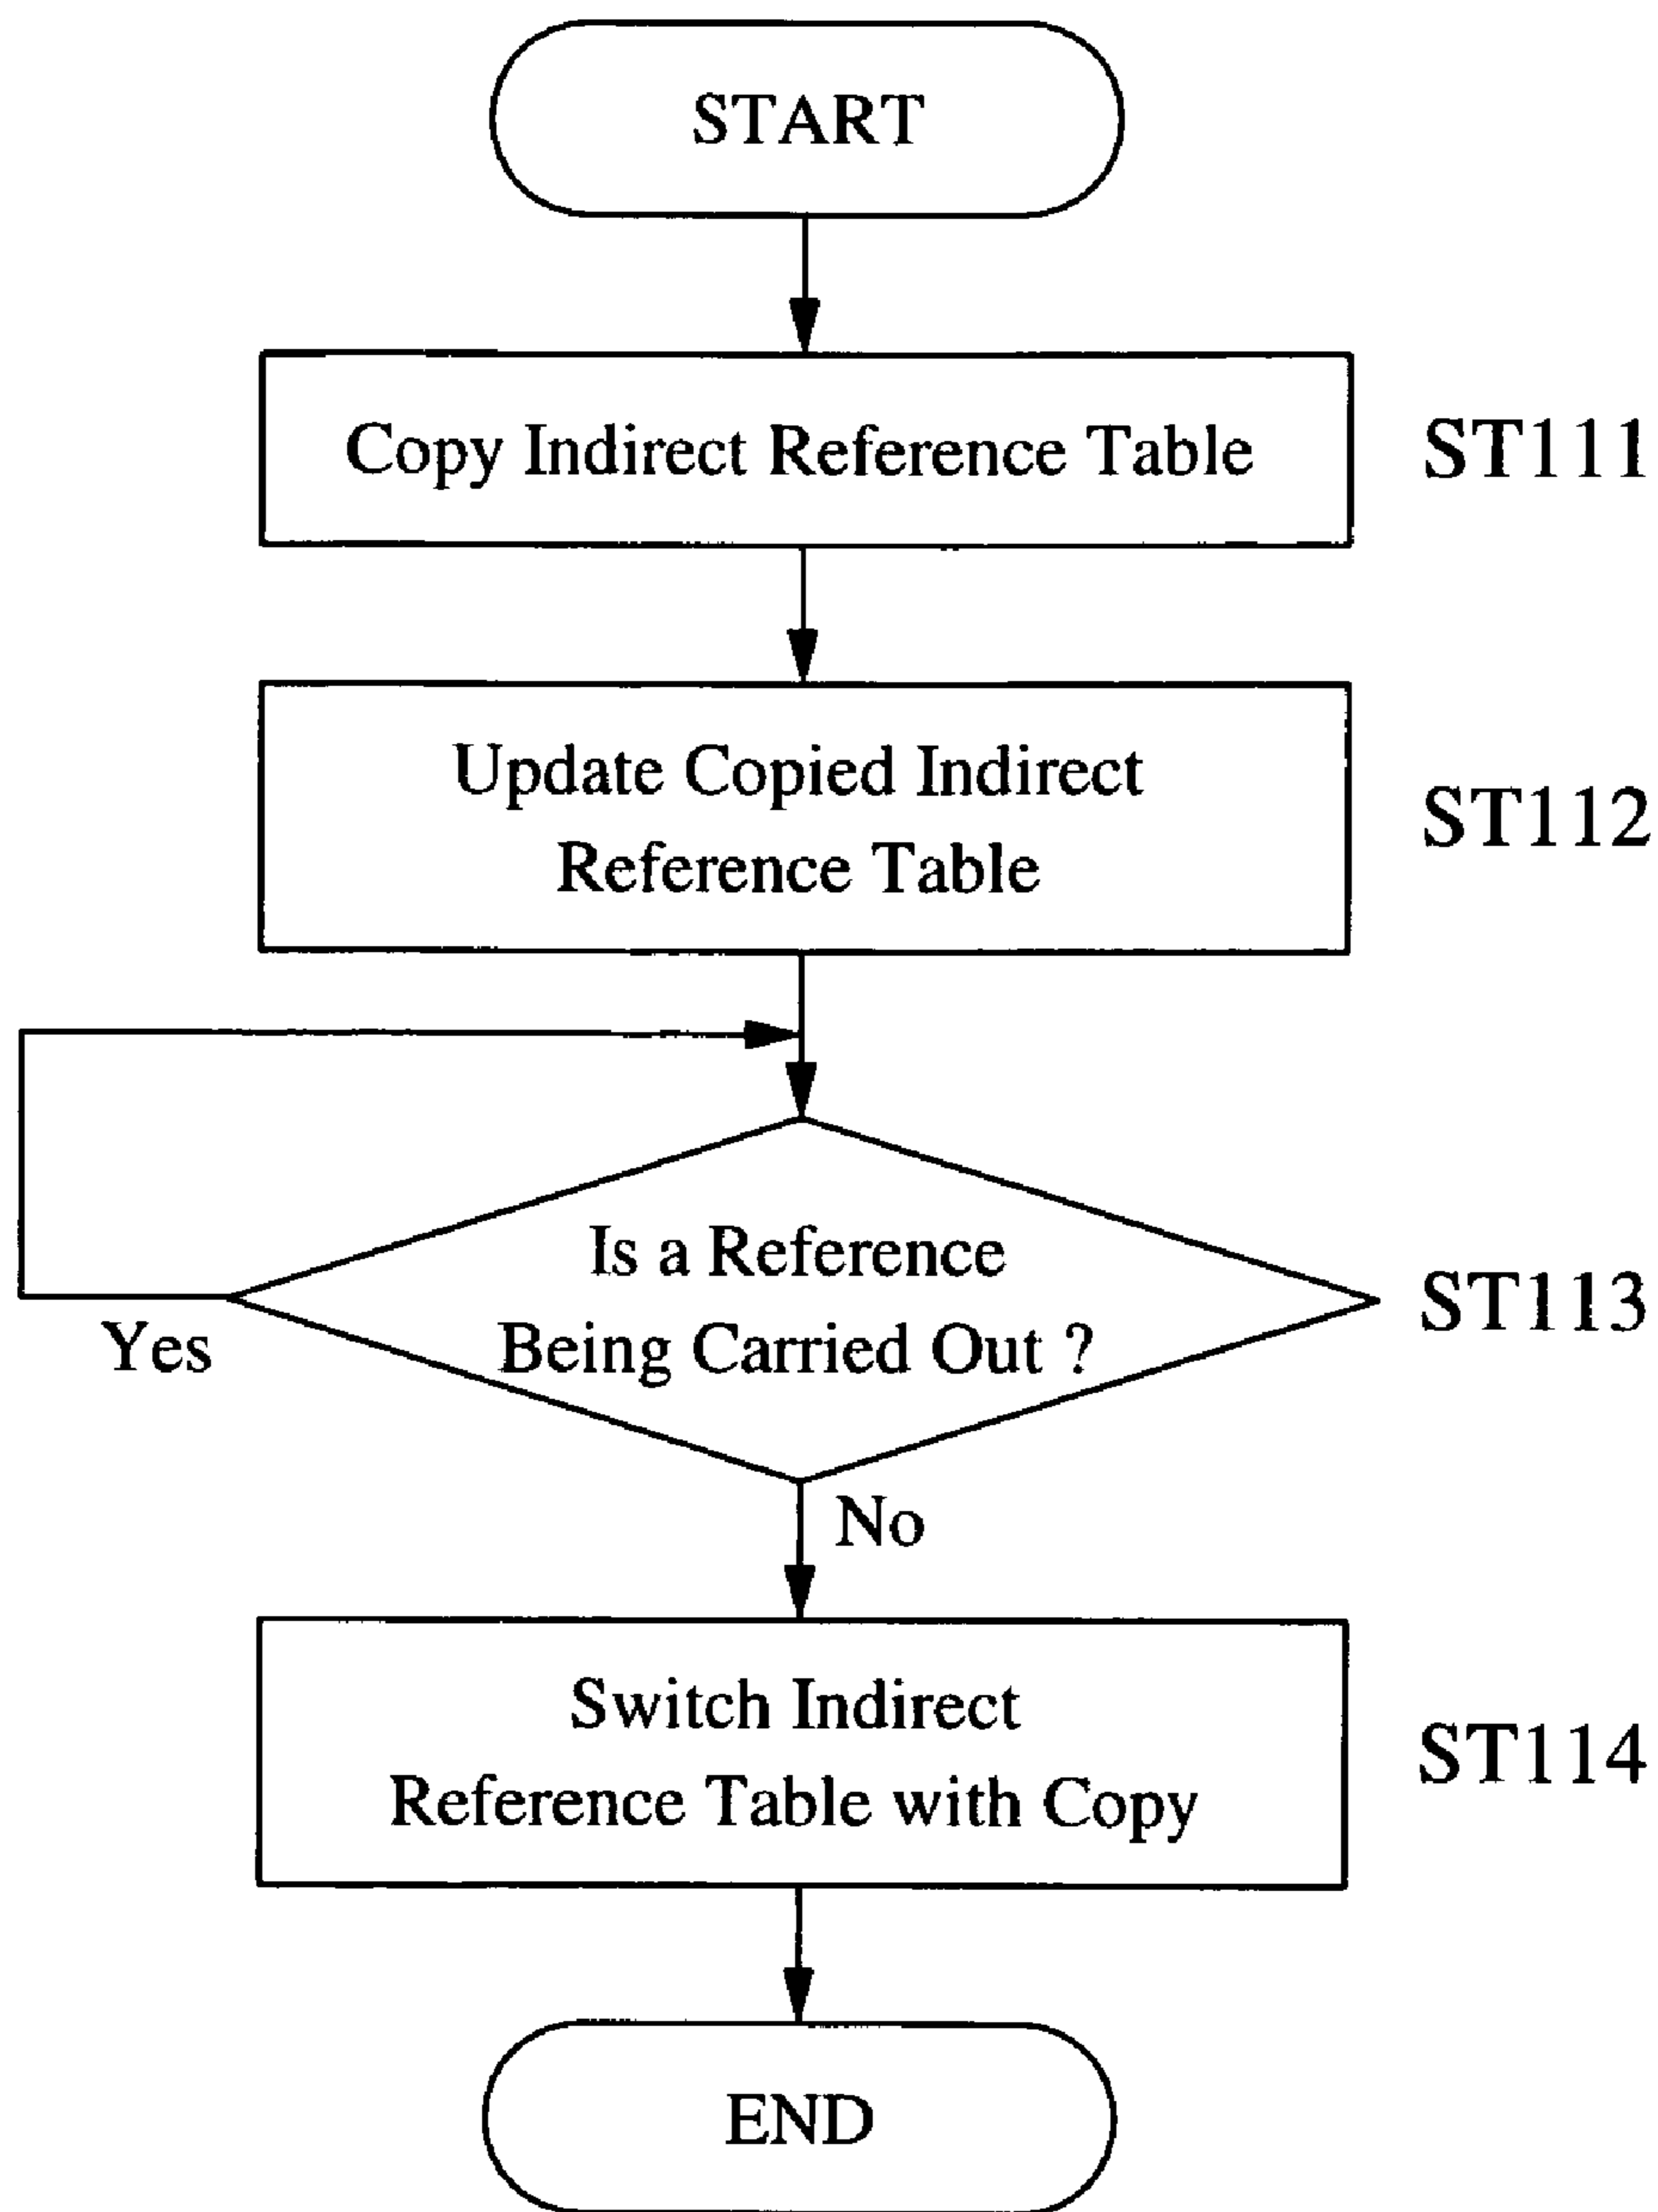 START
Copy Indirect Reference Table
ST111
Update Copied Indirect
Reference Table
ST112
Is a Reference
Being Carried Out ?
ST113
Yes
No
Switch Indirect
Reference Table with Copy
ST114
END